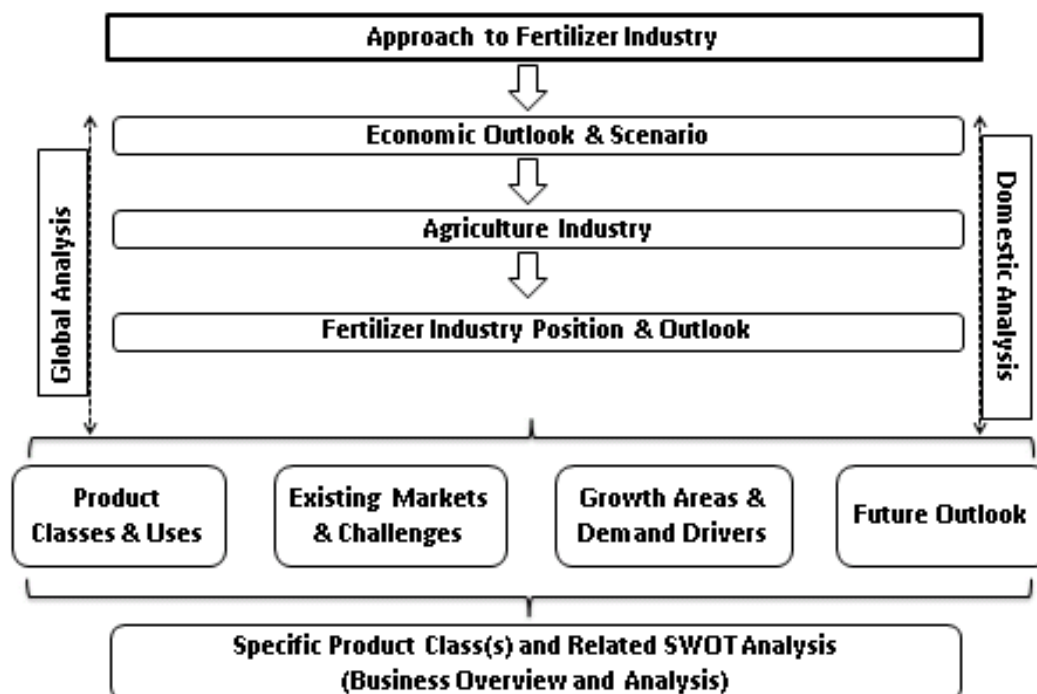 Approach to Fertilizer Industry
Economic Outlook & Scenario
Global Analysis
Domestic Analysis
Agriculture Industry
Fertilizer Industry Position & Outlook
Product
Classes & Uses
Existing Markets
& Challenges
Growth Areas &
Demand Drivers
Future Outlook
Specific Product Class(s) and Related SWOT Analysis
(Business Overview and Analysis)